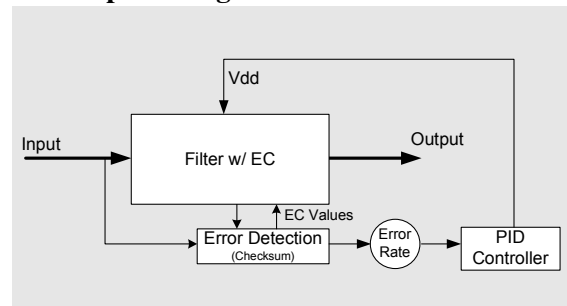 Vdd
Input
Output
Filter w/ EC
EC Values
Error Detection
(Checksum)
Error
Rate
PID
Controller